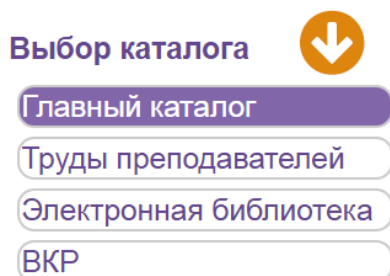 Выбор каталога
Главный каталог
Труды преподавателей
Электронная библиотека
ВКР